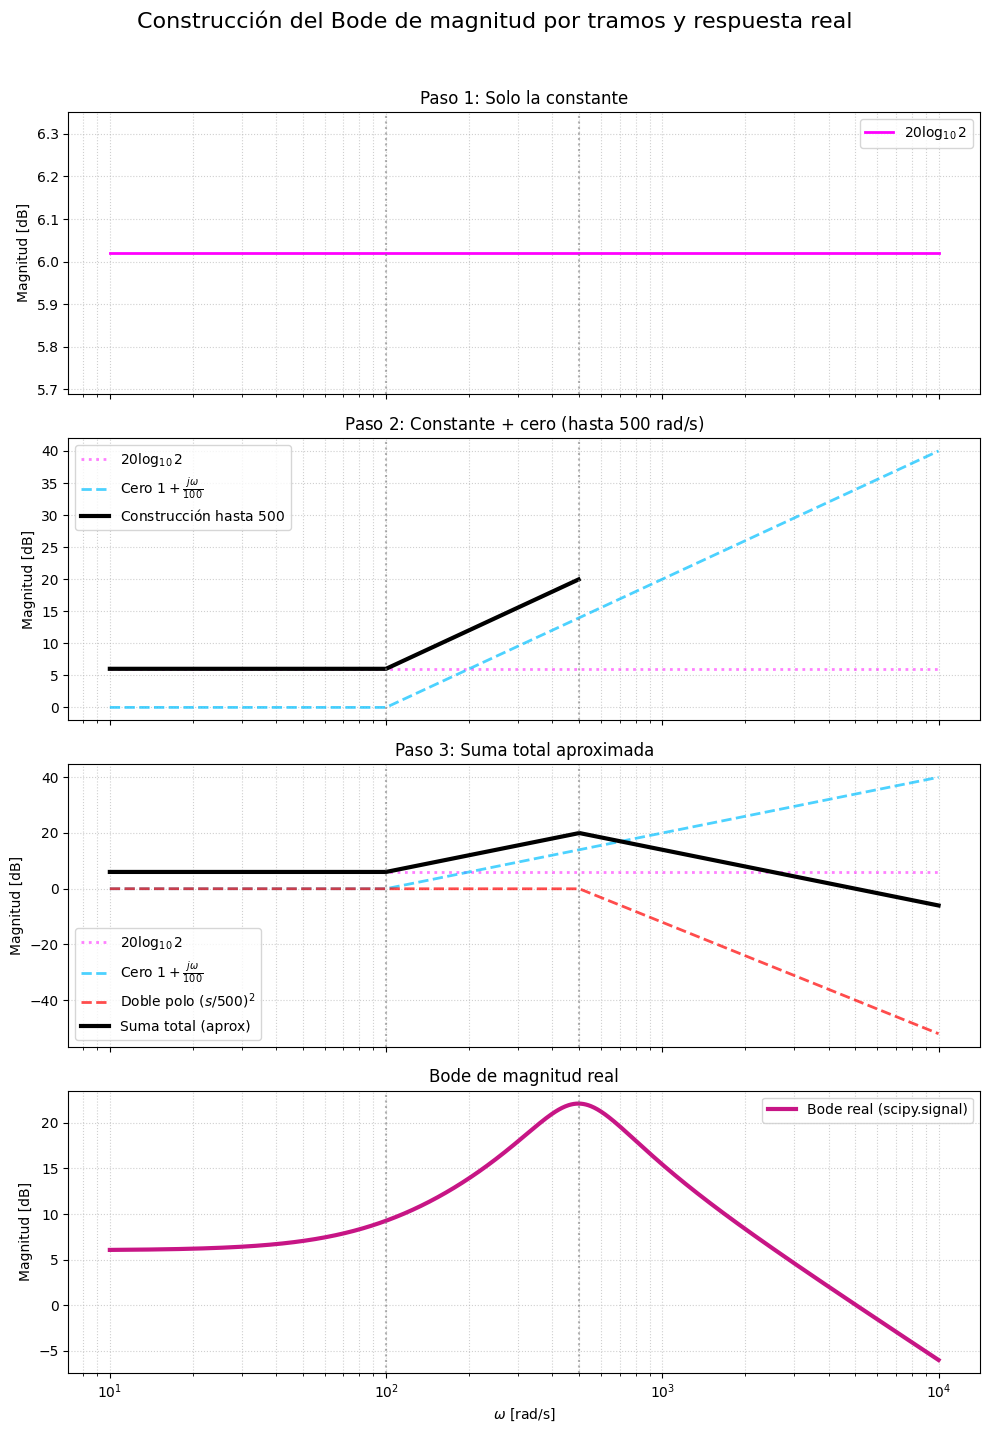 Construcción del Bode de magnitud por tramos y respuesta real
Paso 1: Solo la constante
Magnitud [dB]
6.3
6.2
6.1
6.0
5.9
5.8
5.7
20log₁₀2
Paso 2: Constante + cero (hasta 500 rad/s)
Magnitud [dB]
40
35
30
25
20
15
10
5
0
20log₁₀2
Cero 1 + jω/100
Construcción hasta 500
Paso 3: Suma total aproximada
Magnitud [dB]
40
20
0
−20
−40
20log₁₀2
Cero 1 + jω/100
Doble polo (s/500)²
Suma total (aprox)
Bode de magnitud real
Magnitud [dB]
20
15
10
5
0
−5
Bode real (scipy.signal)
10¹ 10² 10³ 10⁴
ω [rad/s]